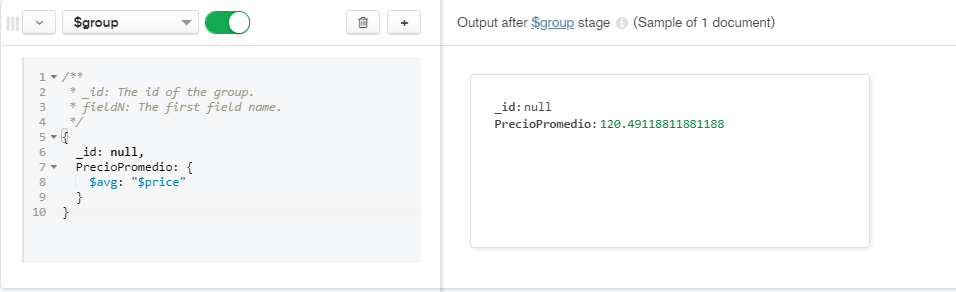 $group
+
Output after $group stage (Sample of 1 document)
1 /**
2 * _id: The id of the group.
3 * fieldN: The first field name.
4 */
5 {
6 _id: null,
7 PrecioPromedio: {
8 $avg: "$price"
9 }
10 }
_id: null
PrecioPromedio: 120.49118811881188